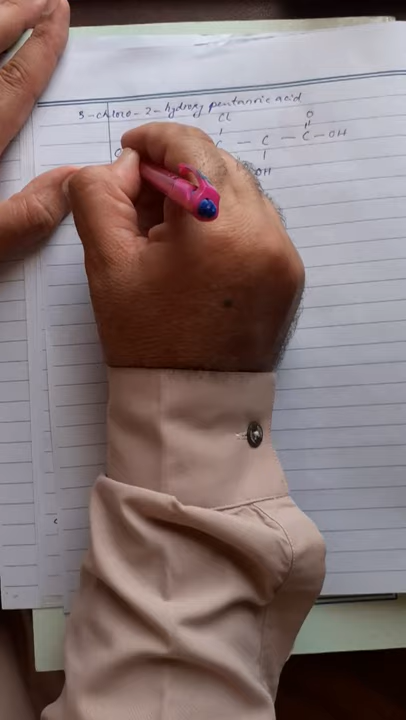 3-chloro-2-hydroxy pentanoic acid
Cl O
C - C - C - OH
OH